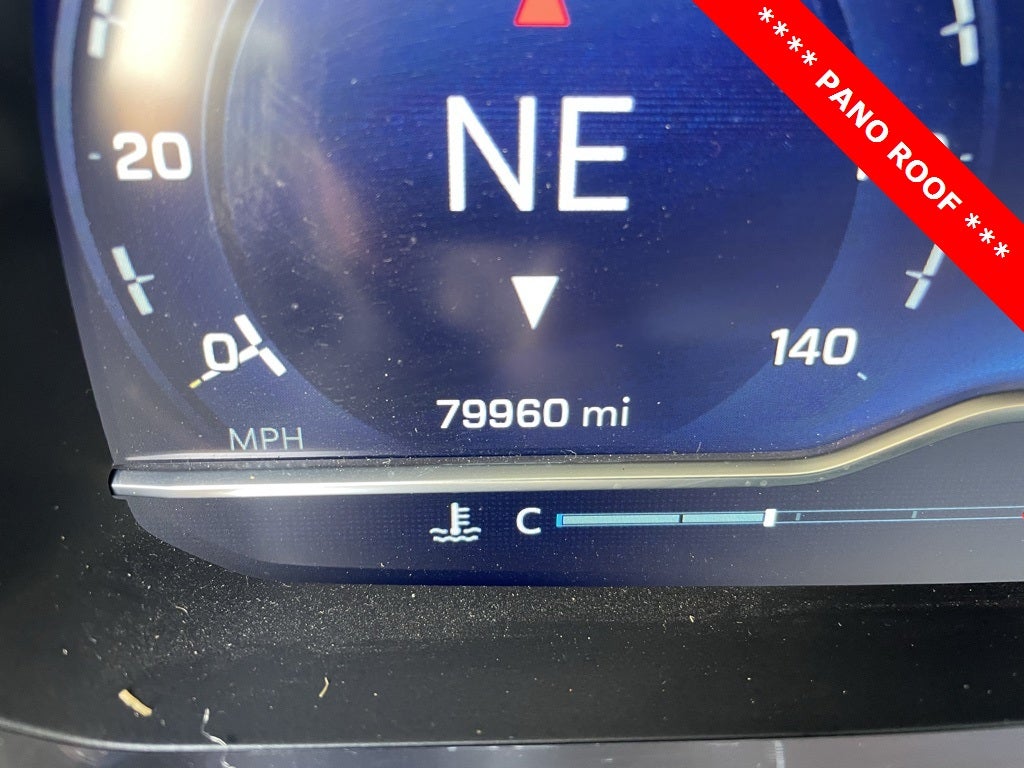 **** PANO ROOF ***
NE
20
0
140
79960 mi
MPH
C